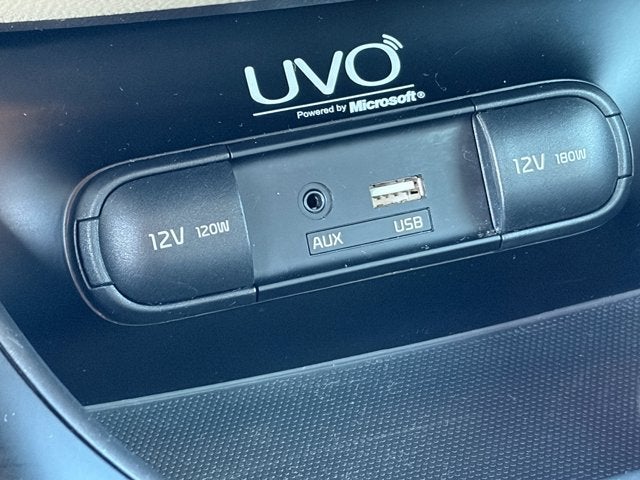 UVO
Powered by Microsoft®
12V 120W
AUX USB
12V 180W